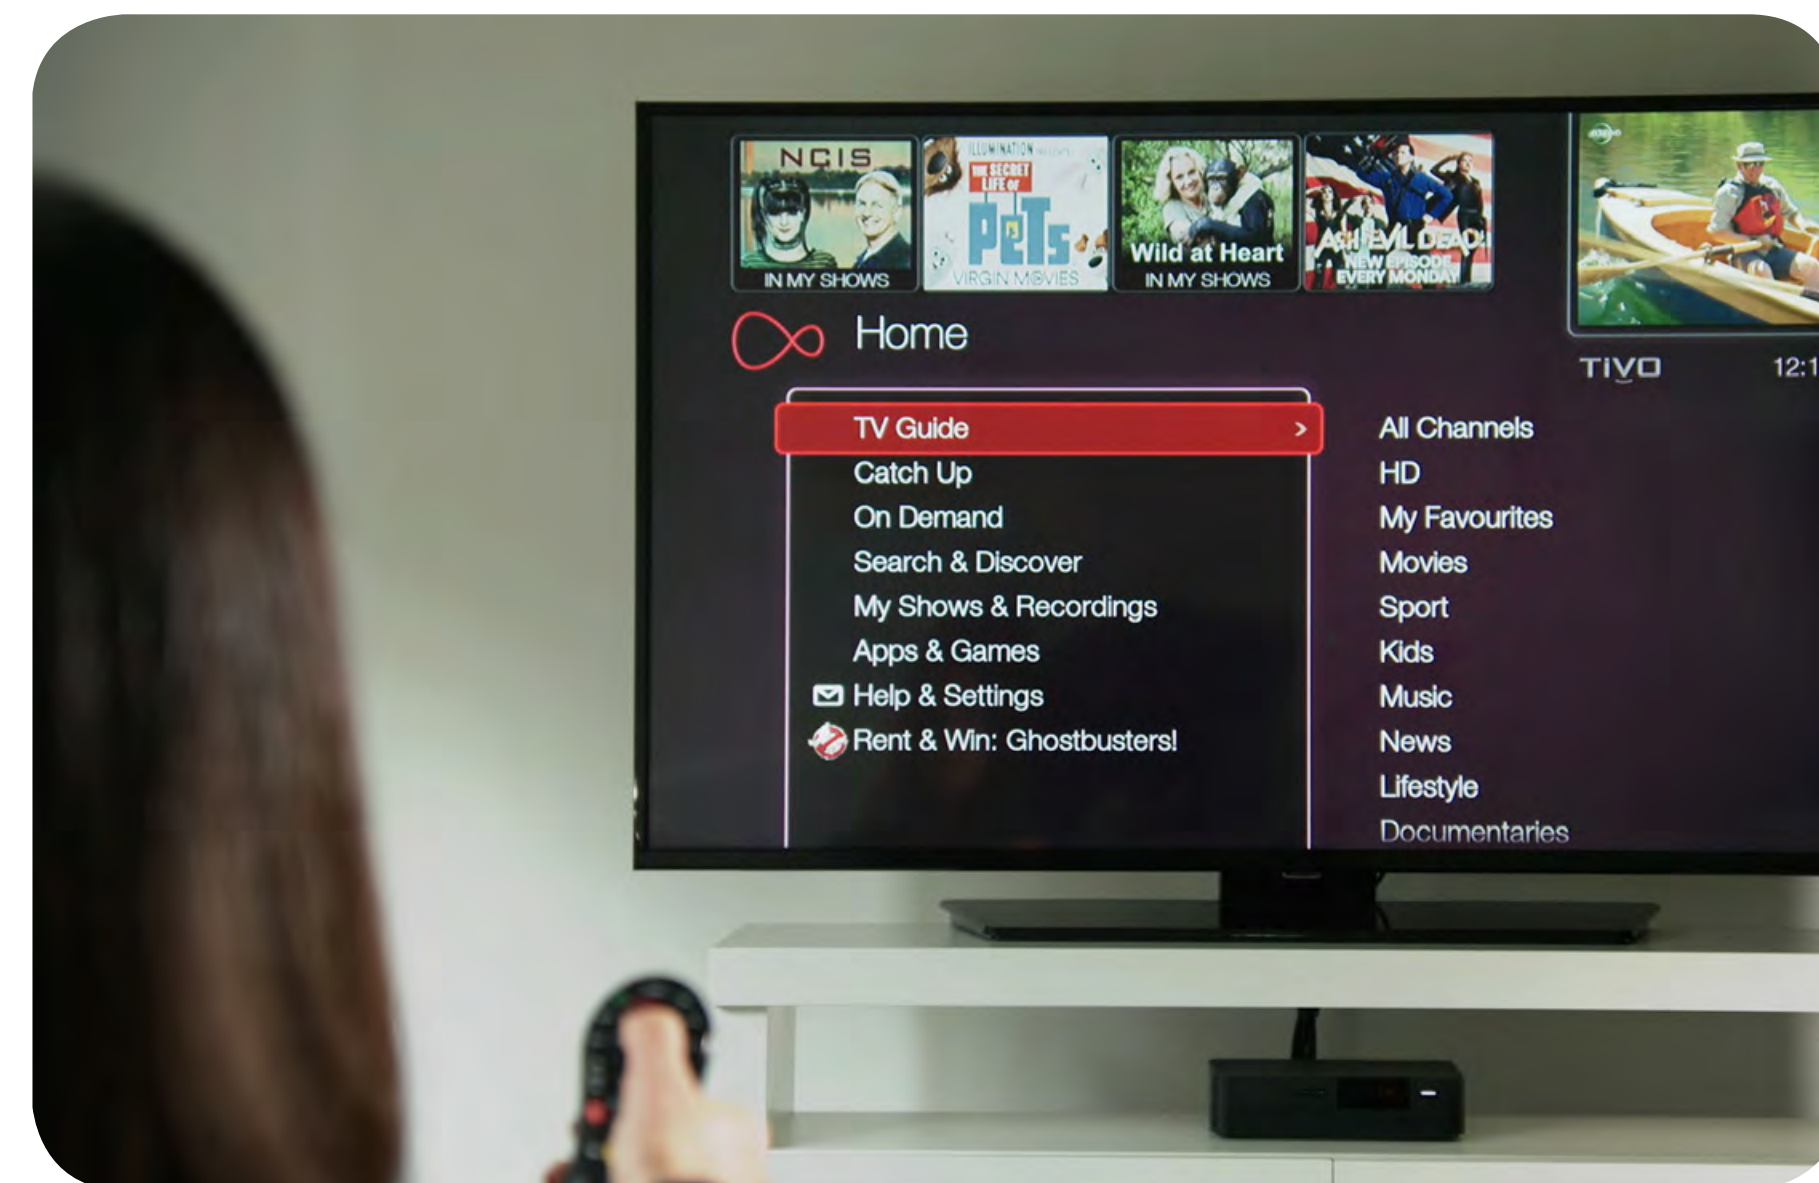 NCIS
IN MY SHOWS
ILLUMINATION
THE SECRET
LIFE OF
PETS
VIRGIN MOVIES
Wild at Heart
IN MY SHOWS
ASH EVIL DEAD
NEW EPISODE
EVERY MONDAY
Home
TiVo
12:1
TV Guide >
Catch Up
On Demand
Search & Discover
My Shows & Recordings
Apps & Games
Help & Settings
Rent & Win: Ghostbusters!
All Channels
HD
My Favourites
Movies
Sport
Kids
Music
News
Lifestyle
Documentaries